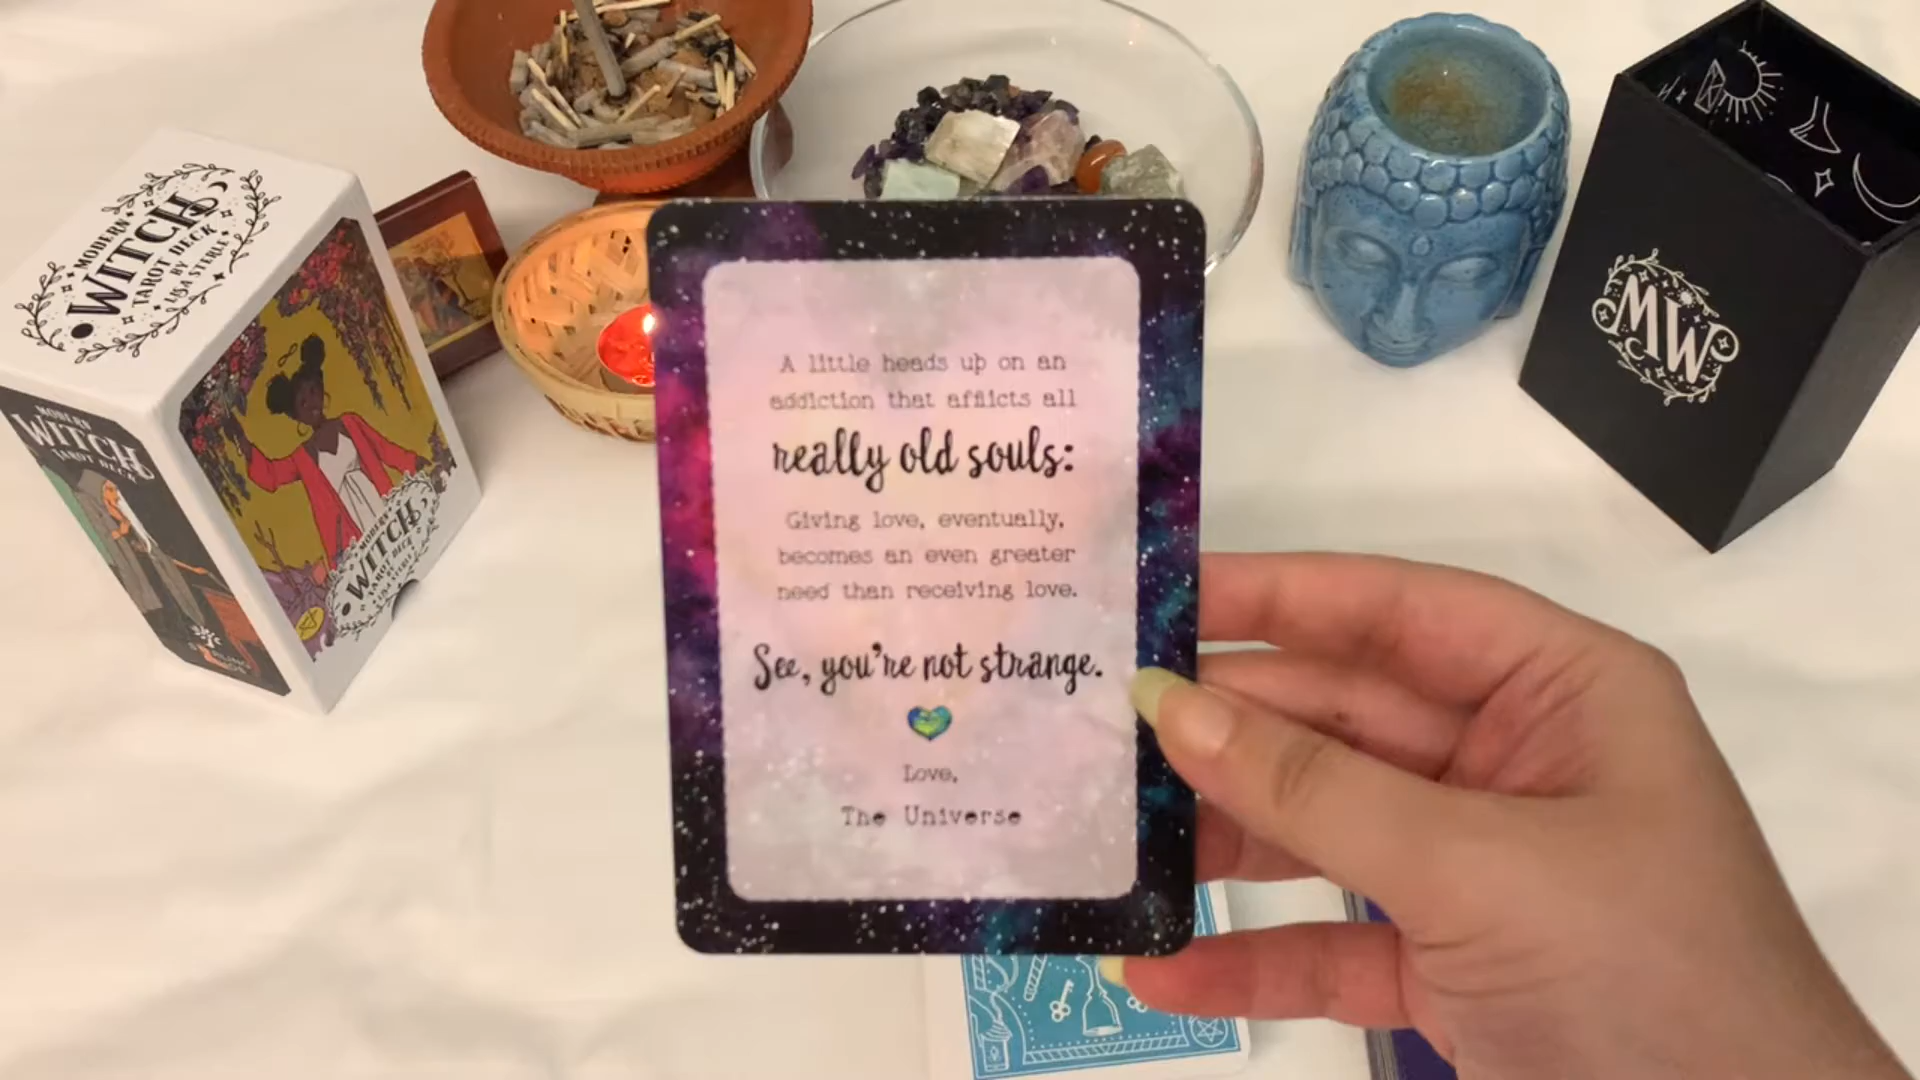 MODERN
WITCH
TAROT DECK
BY
LISA STERLE
MODERN
WITCH
TAROT DECK
MODERN
WITCH
TAROT DECK
MW
A little heads up on an
addiction that afflicts all
really old souls:
Giving love, eventually,
becomes an even greater
need than receiving love.
See, you're not strange.
Love,
The Universe